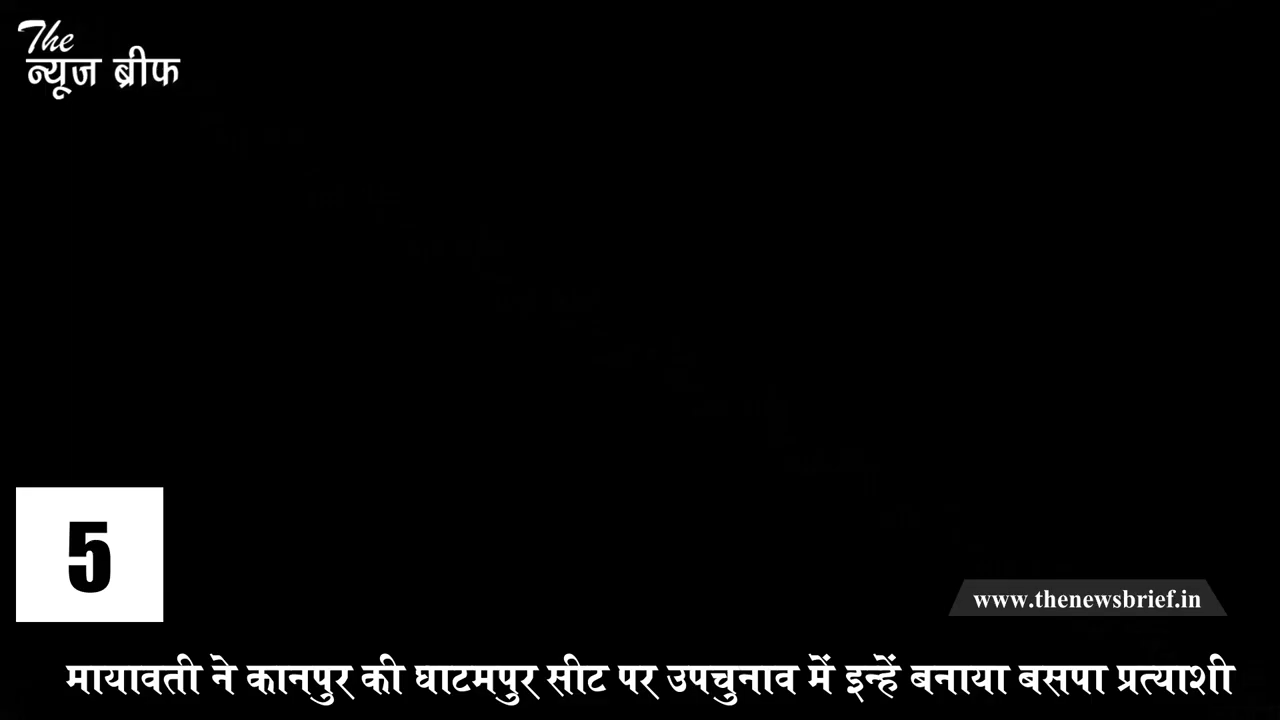 The
न्यूज ब्रीफ
5
www.thenewsbrief.in
मायावती ने कानपुर की घाटमपुर सीट पर उपचुनाव में इन्हें बनाया बसपा प्रत्याशी